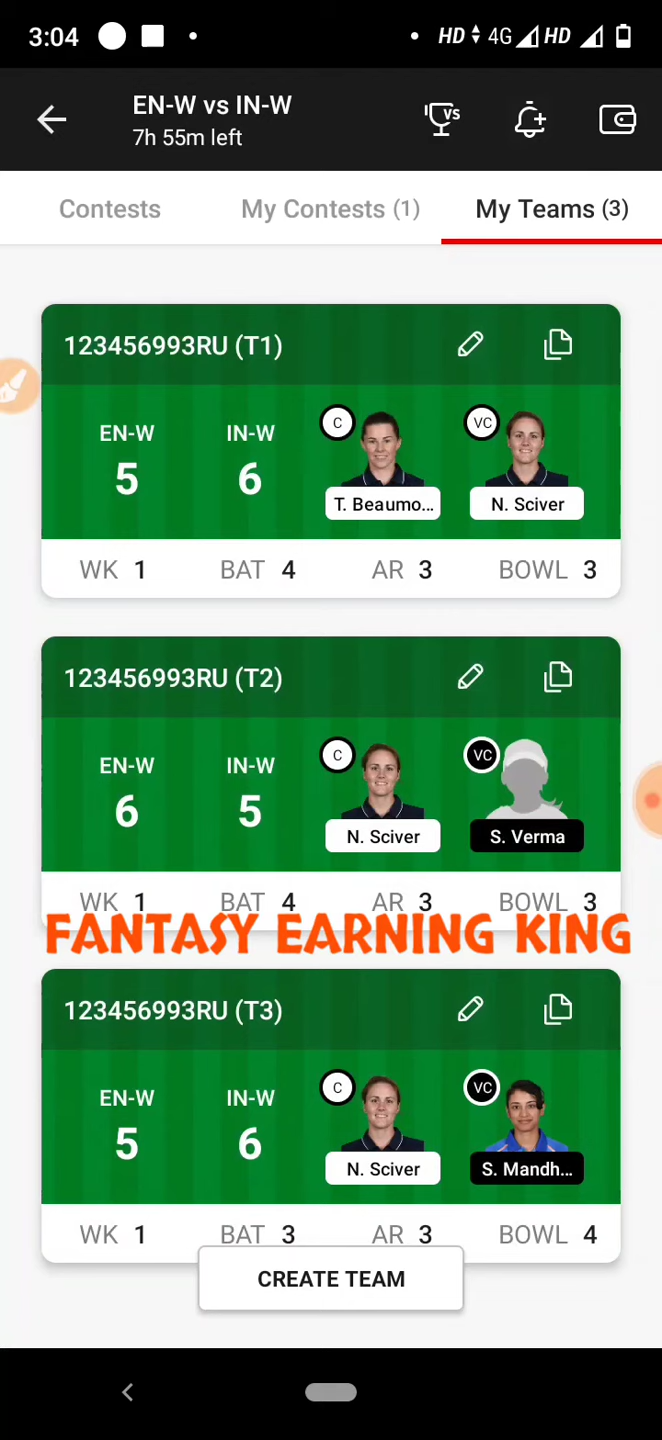 3:04 HD 4G HD
EN-W vs IN-W
7h 55m left
VS
Contests My Contests (1) My Teams (3)
123456993RU (T1)
EN-W IN-W C VC
5 6
T. Beaumo... N. Sciver
WK 1 BAT 4 AR 3 BOWL 3
123456993RU (T2)
EN-W IN-W C VC
6 5
N. Sciver S. Verma
WK 1 BAT 4 AR 3 BOWL 3
FANTASY EARNING KING
123456993RU (T3)
EN-W IN-W C VC
5 6
N. Sciver S. Mandh...
WK 1 BAT 3 AR 3 BOWL 4
CREATE TEAM